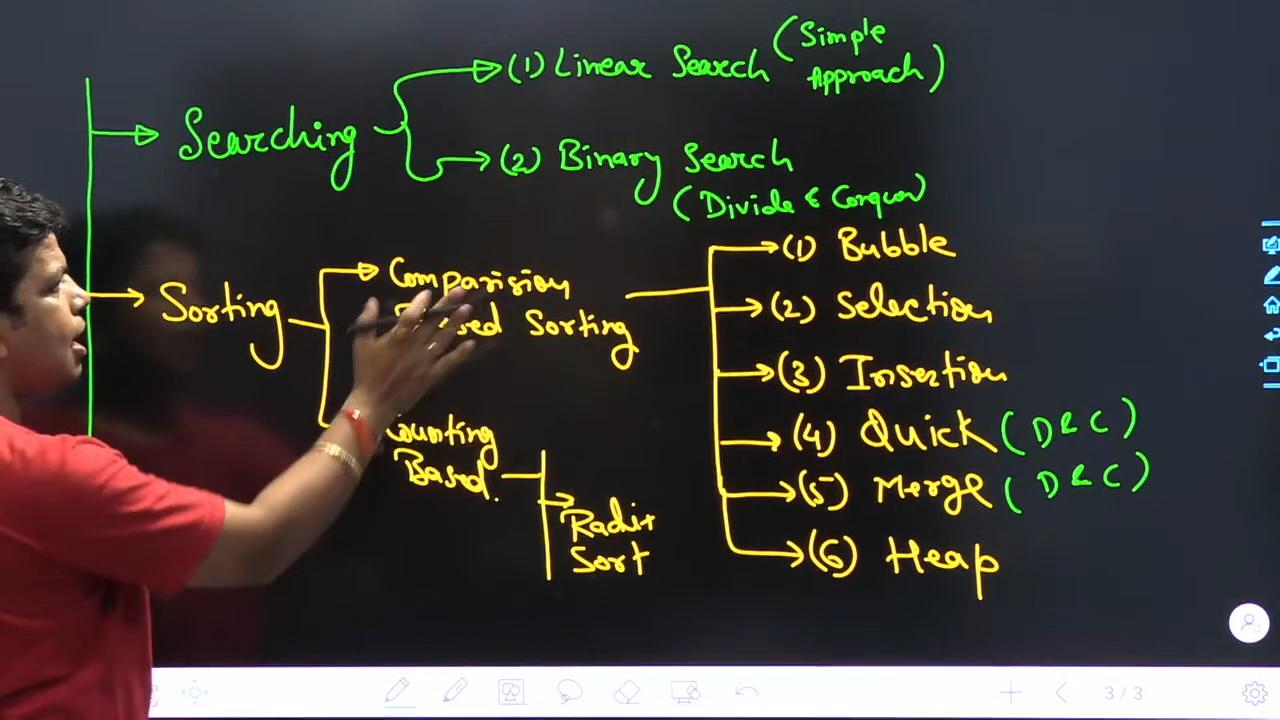 (1) Linear Search (Simple Approach)
Searching
(2) Binary Search
(Divide & Conquer)
Sorting
Comparision
Based Sorting
(1) Bubble
(2) Selection
(3) Insertion
(4) Quick (D & C)
(5) Merge (D & C)
(6) Heap
Counting
Based.
Radix
Sort
3 / 3